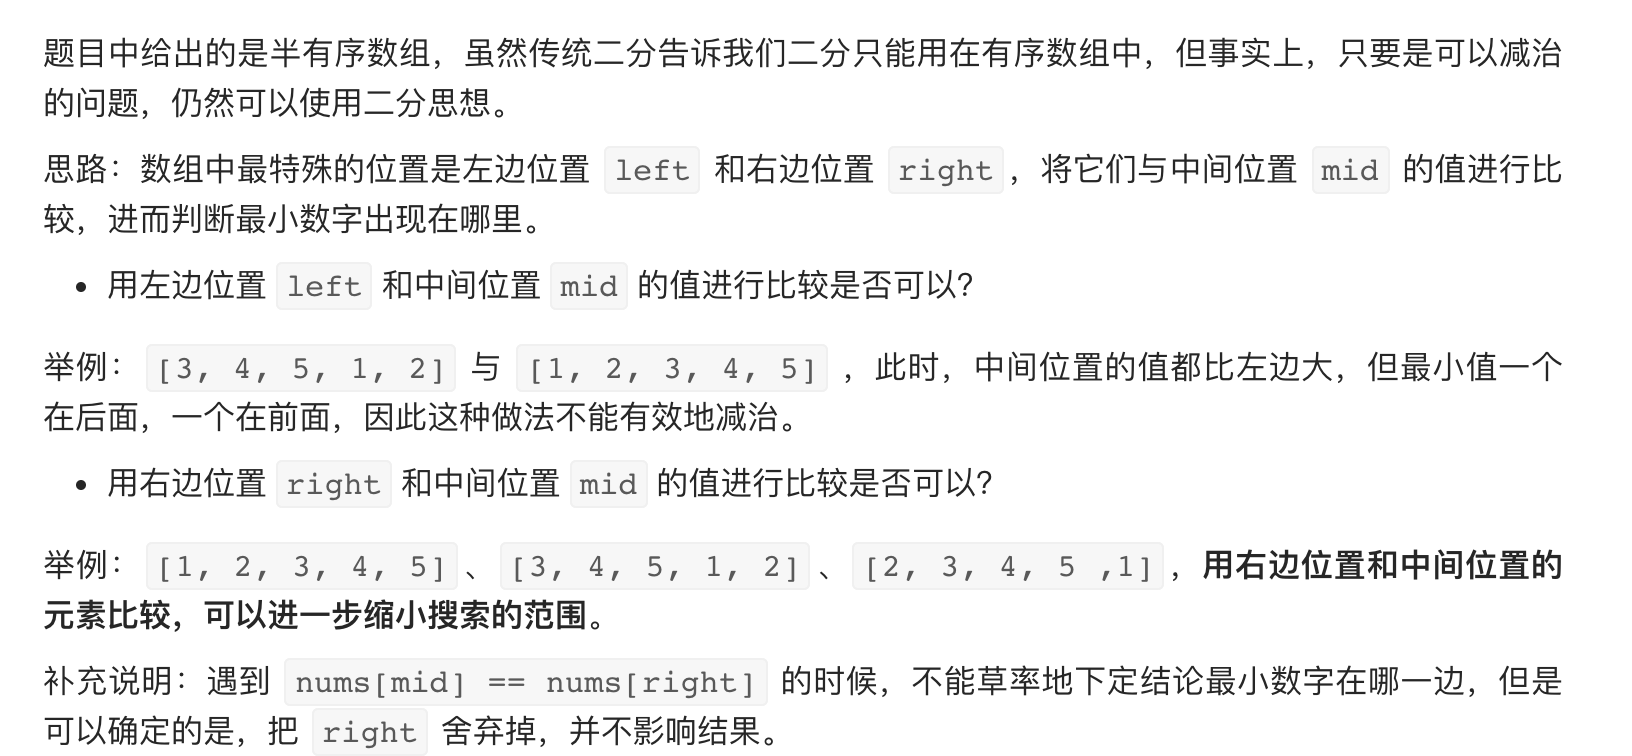 题目中给出的是半有序数组，虽然传统二分告诉我们二分只能用在有序数组中，但事实上，只要是可以减治
的问题，仍然可以使用二分思想。
思路：数组中最特殊的位置是左边位置 left 和右边位置 right，将它们与中间位置 mid 的值进行比
较，进而判断最小数字出现在哪里。
• 用左边位置 left 和中间位置 mid 的值进行比较是否可以？
举例： [3, 4, 5, 1, 2] 与 [1, 2, 3, 4, 5] ，此时，中间位置的值都比左边大，但最小值一个
在后面，一个在前面，因此这种做法不能有效地减治。
• 用右边位置 right 和中间位置 mid 的值进行比较是否可以？
举例： [1, 2, 3, 4, 5] 、 [3, 4, 5, 1, 2] 、 [2, 3, 4, 5 ,1] ，用右边位置和中间位置的
元素比较，可以进一步缩小搜索的范围。
补充说明：遇到 nums[mid] == nums[right] 的时候，不能草率地下定结论最小数字在哪一边，但是
可以确定的是，把 right 舍弃掉，并不影响结果。